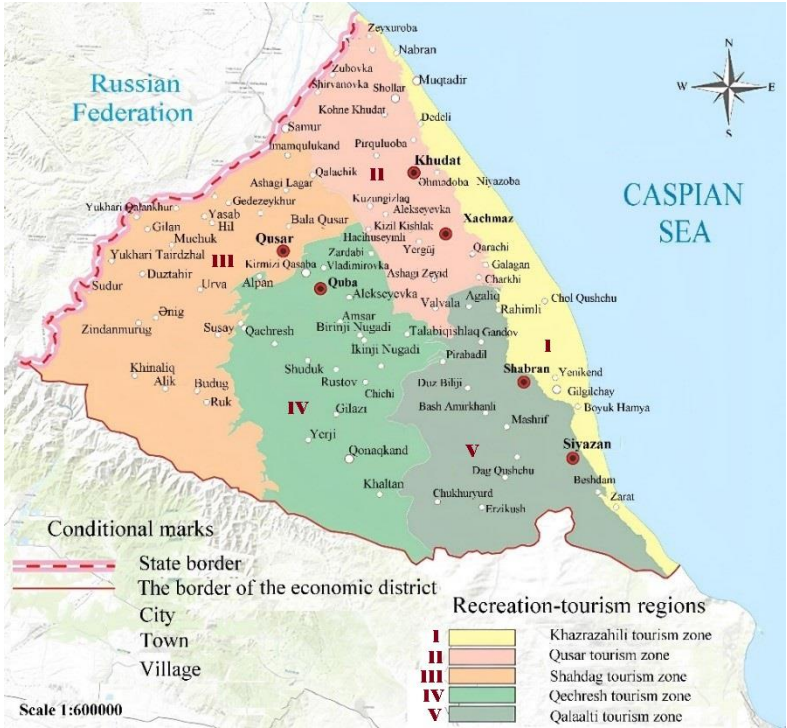 Zeyxuroba
Nabran
Zubovka
Muqtadir
Shirvanovka
Shollar
Russian
Federation
Kohne Khudat
Dedeli
N
W
E
S
Samur
Imamqulukand
Pirquluoba
II
Khudat
Ohmadoba
Niyazoba
Qalachik
Ashagi Lagar
Kuzungizlaq
Gedezeykhur
Yukhari Qalankhur
Yasab
Alekseyevka
Xachmaz
CASPIAN
SEA
Gilan
Hil
Bala Qusar
Kizil Kishlak
Muchuk
Qusar
Hacihuseyinli
Yergüj
Qarachi
Yukhari Tairdzhal
III
Zardabi
Galagan
Kirmizi Qasaba
Vladimirovka
Ashagi Zeyid
Charkhi
Sudur
Duztahir
Urva
Alpan
Quba
Alekseyevka
Agaliq
Chol Qushchu
Valvala
Rahimli
Ənig
Amsar
Zindanmurug
Susay
Qachresh
Birinji Nugadi
Talabiqishlaq
Gandov
I
Ikinji Nugadi
Pirabadil
Khinaliq
Shuduk
Shabran
Yenikend
Alik
Budug
Rustov
Chichi
Duz Biliji
Gilgilchay
Ruk
IV
Gilazi
Bash Amırkhanli
Boyuk Hamya
Mashrif
Yerji
V
Siyazan
Qonaqkand
Dag Qushchu
Beshdam
Khaltan
Chukhuryurd
Zarat
Erzikush
Conditional marks
State border
The border of the economic district
City
Town
Village
Scale 1:600000
Recreation-tourism regions
I Khazrazahili tourism zone
II Qusar tourism zone
III Shahdag tourism zone
IV Qechresh tourism zone
V Qalaalti tourism zone